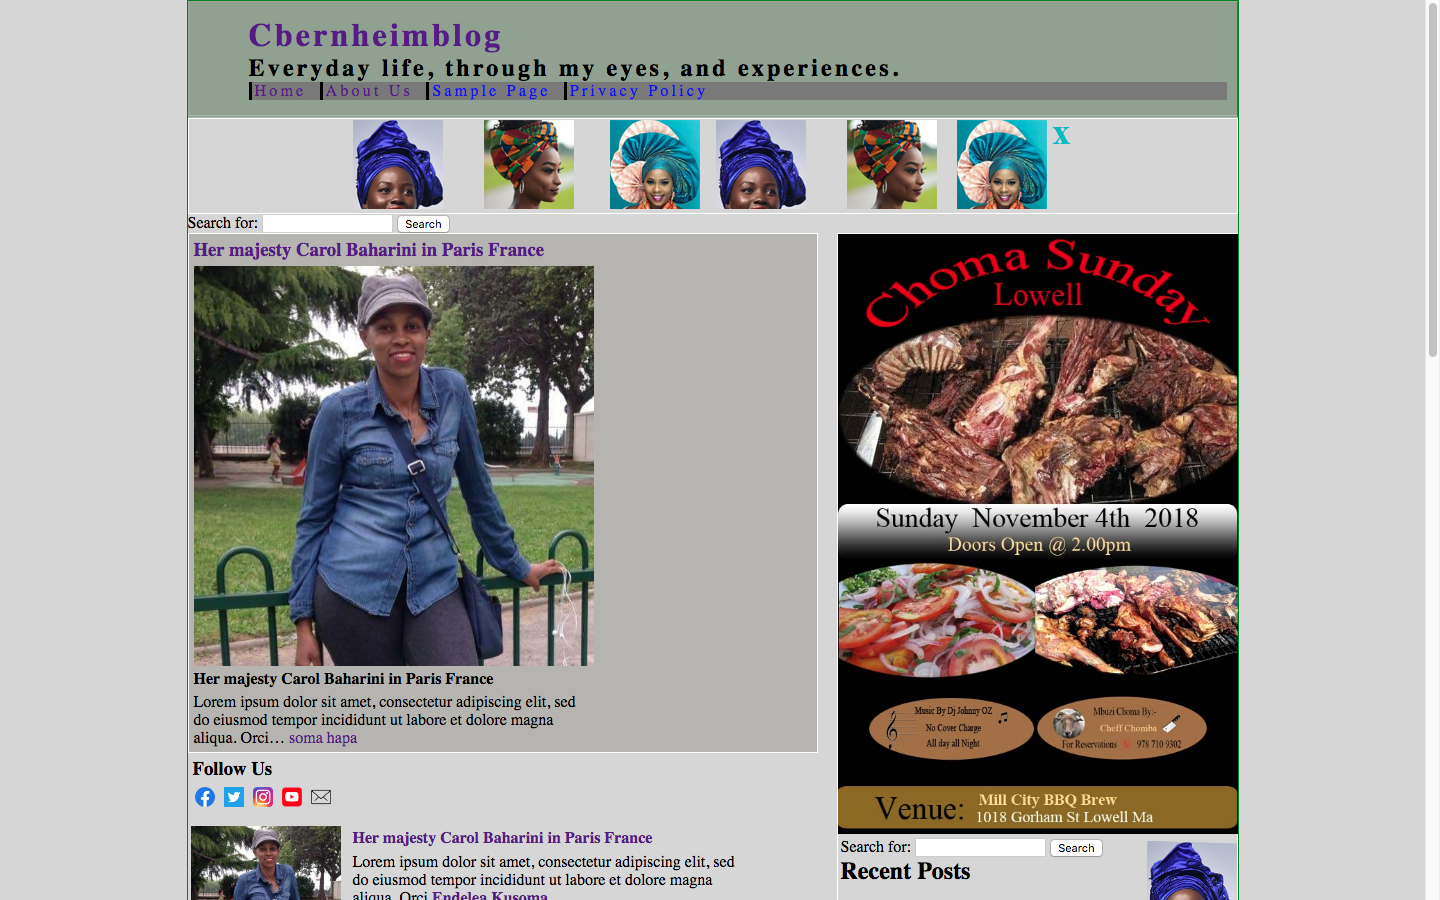 Cbernheimblog
Everyday life, through my eyes, and experiences.
Home About Us Sample Page Privacy Policy
X
Search for: Search
Her majesty Carol Baharini in Paris France
Her majesty Carol Baharini in Paris France
Lorem ipsum dolor sit amet, consectetur adipiscing elit, sed
do eiusmod tempor incididunt ut labore et dolore magna
aliqua. Orci… soma hapa
Follow Us
Her majesty Carol Baharini in Paris France
Lorem ipsum dolor sit amet, consectetur adipiscing elit, sed
do eiusmod tempor incididunt ut labore et dolore magna
aliqua. Orci Endelea Kusoma
Choma Sunday
Lowell
Sunday November 4th 2018
Doors Open @ 2.00pm
Music By Dj Johnny OZ
No Cover Charge
All day all Night
Mbuzi Choma By:-
Cheff Chomba
For Reservations 978 710 9302
Venue: Mill City BBQ Brew
1018 Gorham St Lowell Ma
Search for: Search
Recent Posts